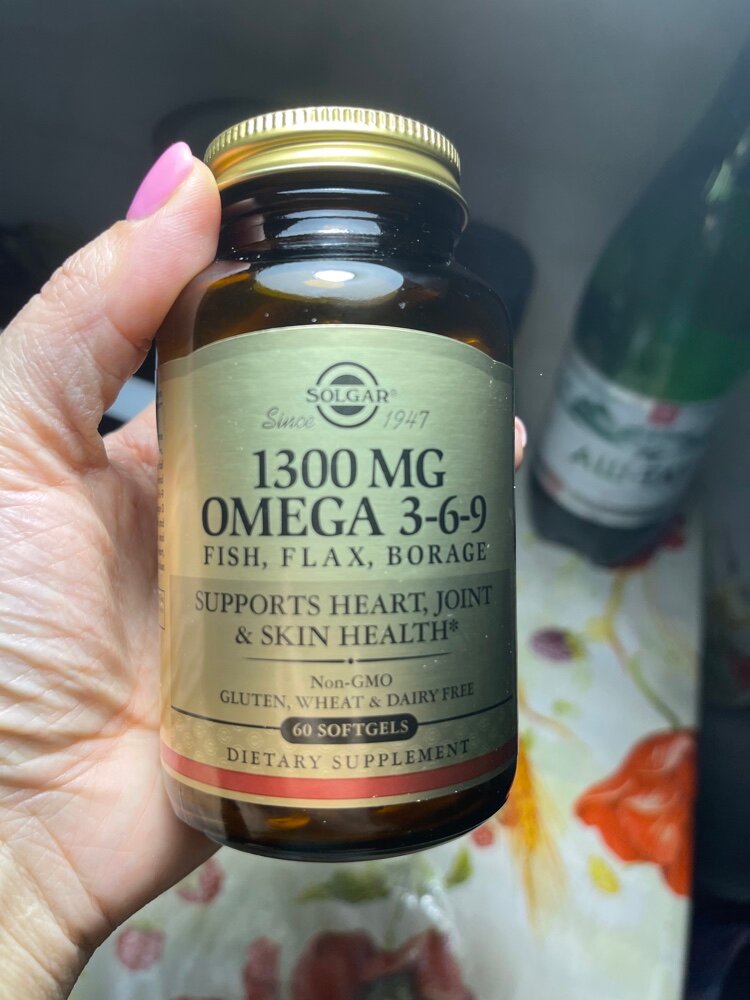 SOLGAR®
Since 1947
1300 MG
OMEGA 3-6-9
FISH, FLAX, BORAGE
SUPPORTS HEART, JOINT
& SKIN HEALTH*
Non-GMO
GLUTEN, WHEAT & DAIRY FREE
60 SOFTGELS
DIETARY SUPPLEMENT